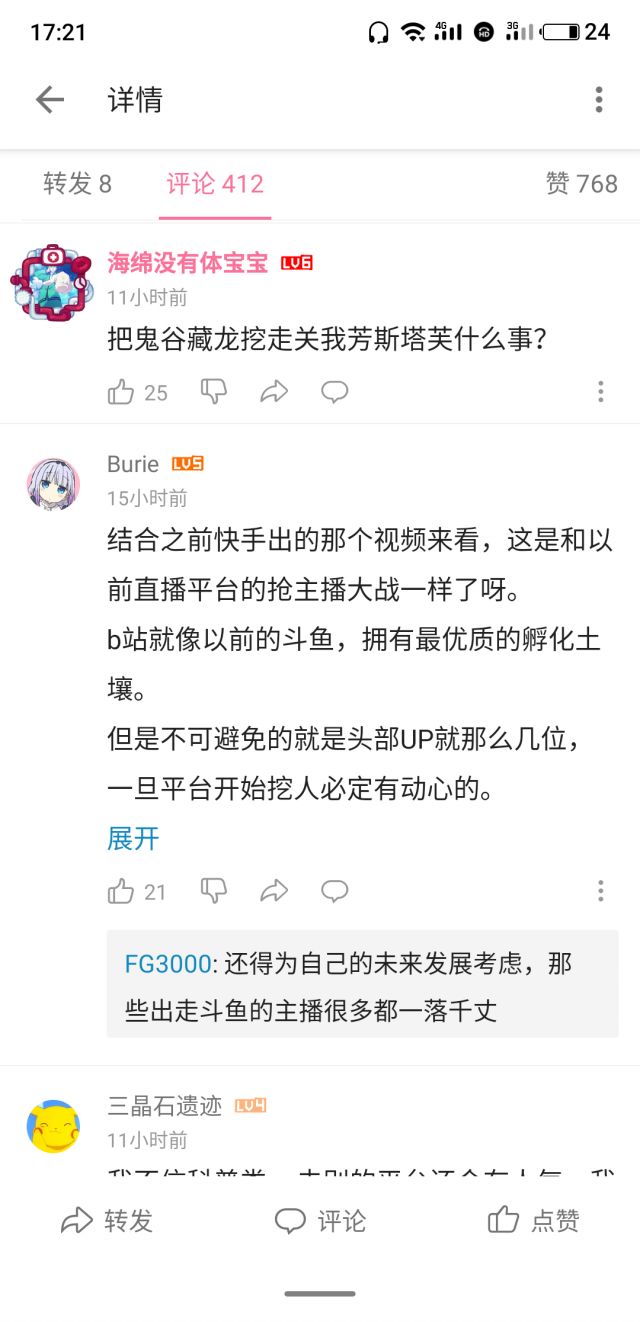 17:21
4G
HD
3G
24
详情
转发 8
评论 412
赞 768
海绵没有体宝宝 LV6
11小时前
把鬼谷藏龙挖走关我芳斯塔芙什么事？
25
Burie LV5
15小时前
结合之前快手出的那个视频来看，这是和以
前直播平台的抢主播大战一样了呀。
b站就像以前的斗鱼，拥有最优质的孵化土
壤。
但是不可避免的就是头部UP就那么几位，
一旦平台开始挖人必定有动心的。
展开
21
FG3000: 还得为自己的未来发展考虑，那
些出走斗鱼的主播很多都一落千丈
三晶石遗迹 LV4
11小时前
转发
评论
点赞